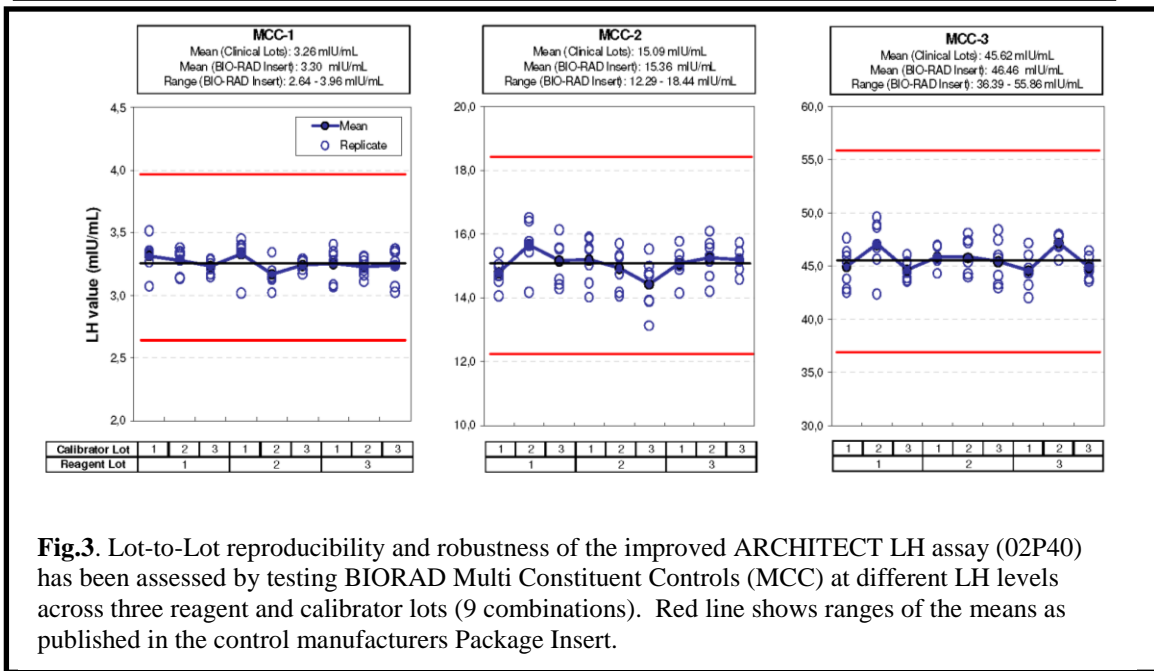 MCC-1
Mean (Clinical Lots): 3.26 mIU/mL
Mean (BIO-RAD Insert): 3.30 mIU/mL
Range (BIO-RAD Insert): 2.64 - 3.96 mIU/mL
MCC-2
Mean (Clinical Lots): 15.09 mIU/mL
Mean (BIO-RAD Insert): 15.36 mIU/mL
Range (BIO-RAD Insert): 12.29 - 18.44 mIU/mL
MCC-3
Mean (Clinical Lots): 45.62 mIU/mL
Mean (BIO-RAD Insert): 46.46 mIU/mL
Range (BIO-RAD Insert): 36.39 - 55.86 mIU/mL
LH value (mIU/mL)
4,5
4,0
3,5
3,0
2,5
2,0
Mean
Replicate
20,0
18,0
16,0
14,0
12,0
10,0
60,0
55,0
50,0
45,0
40,0
35,0
30,0
Calibrator Lot 1 2 3 1 2 3 1 2 3
Reagent Lot 1 2 3
1 2 3 1 2 3 1 2 3
1 2 3
1 2 3 1 2 3 1 2 3
1 2 3
Fig.3. Lot-to-Lot reproducibility and robustness of the improved ARCHITECT LH assay (02P40)
has been assessed by testing BIORAD Multi Constituent Controls (MCC) at different LH levels
across three reagent and calibrator lots (9 combinations). Red line shows ranges of the means as
published in the control manufacturers Package Insert.